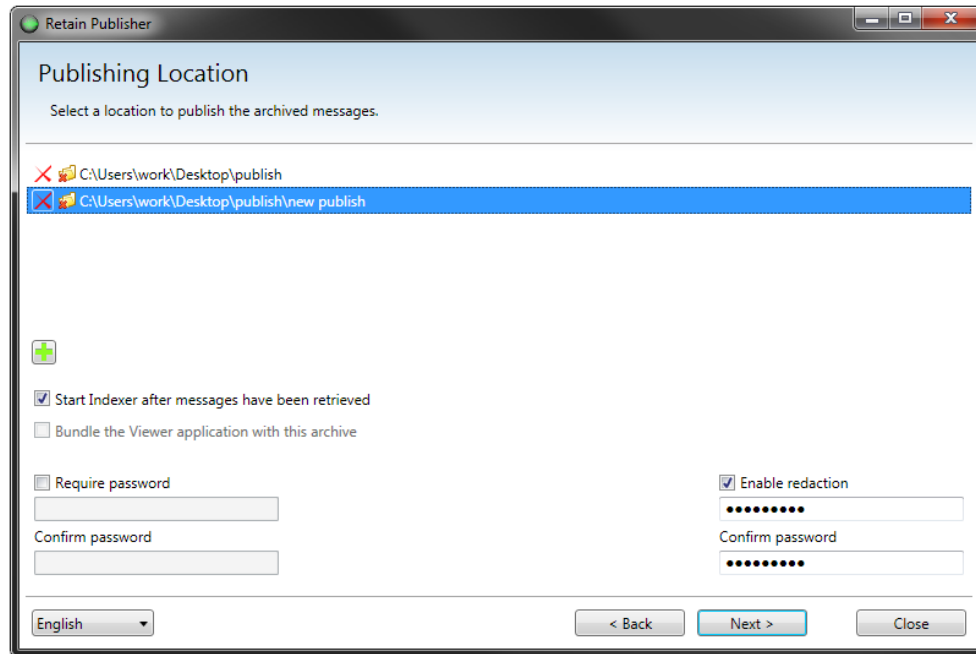 Retain Publisher
Publishing Location
Select a location to publish the archived messages.
C:\Users\work\Desktop\publish
C:\Users\work\Desktop\publish\new publish
Start Indexer after messages have been retrieved
Bundle the Viewer application with this archive
Require password
Enable redaction
•••••••••
Confirm password
Confirm password
•••••••••
English
< Back
Next >
Close